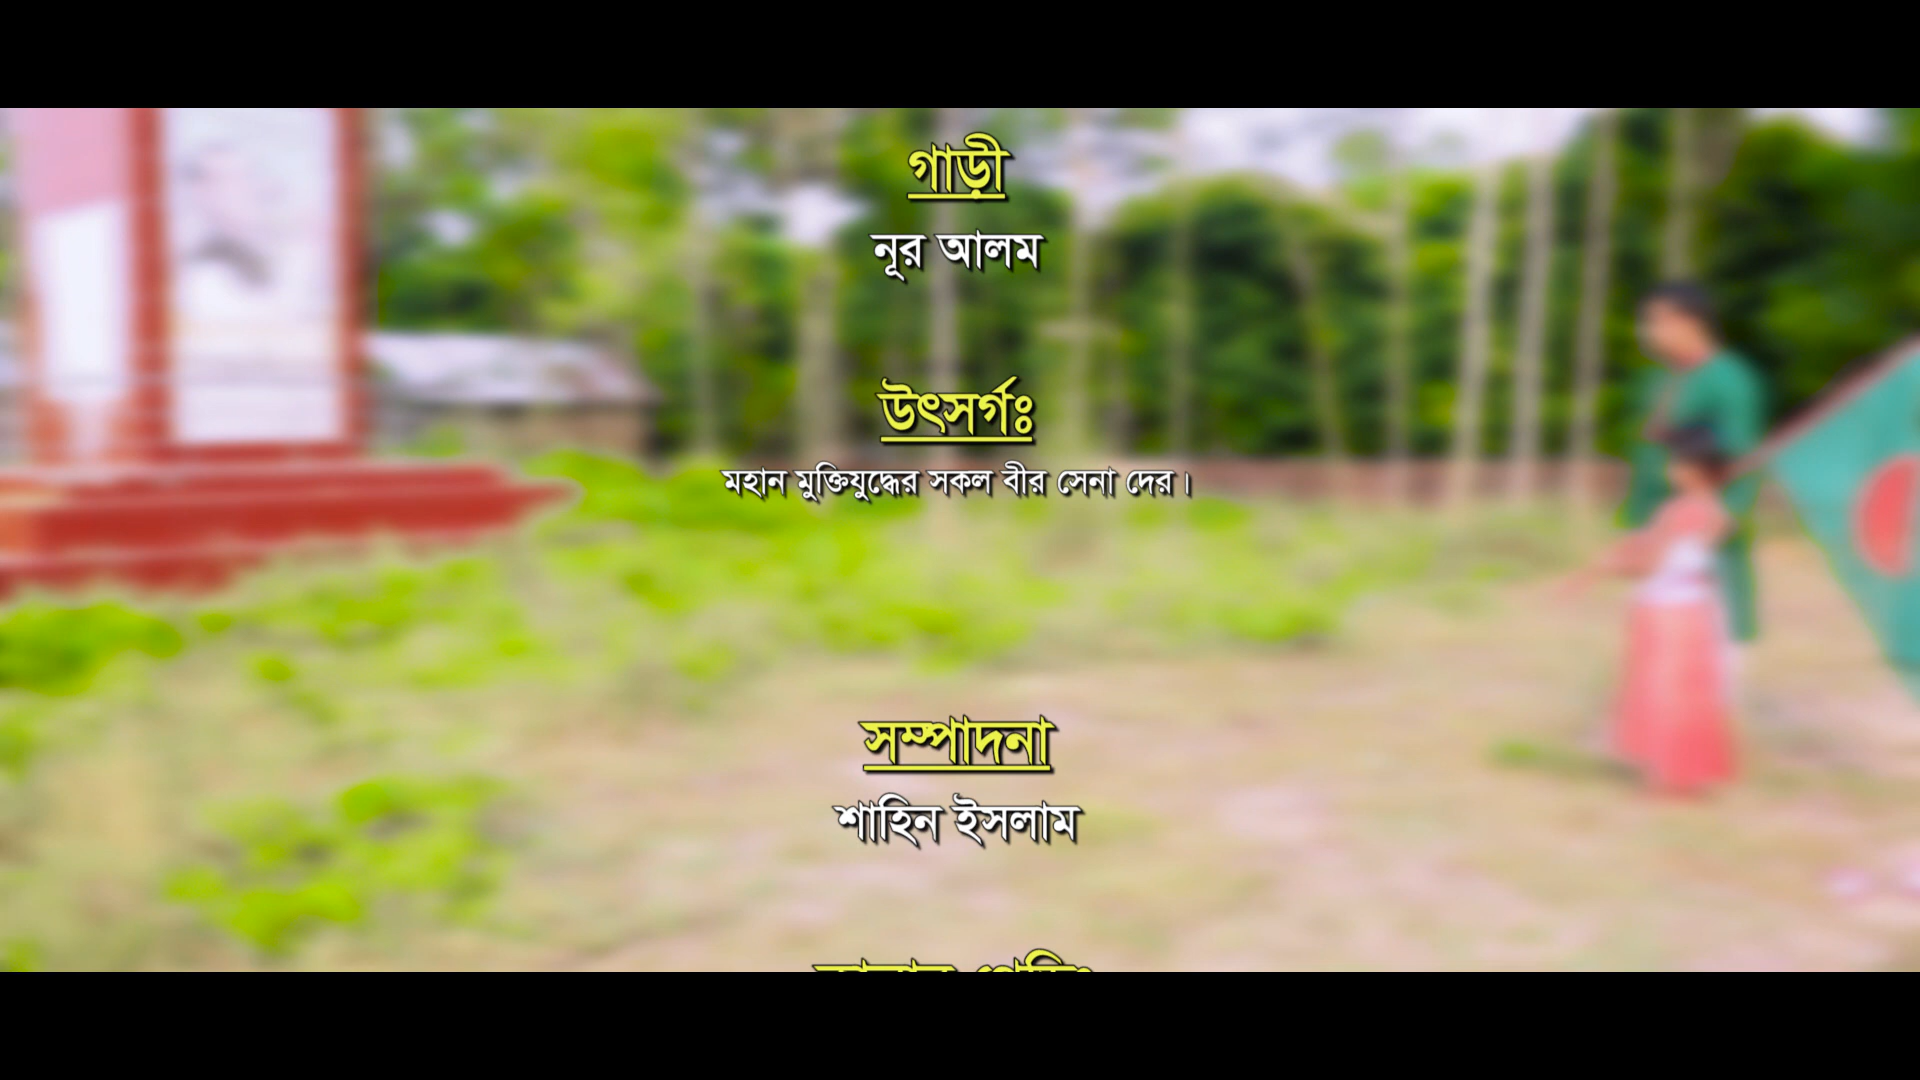 গাড়ী
নূর আলম
উৎসর্গঃ
মহান মুক্তিযুদ্ধের সকল বীর সেনা দের।
সম্পাদনা
শাহিন ইসলাম